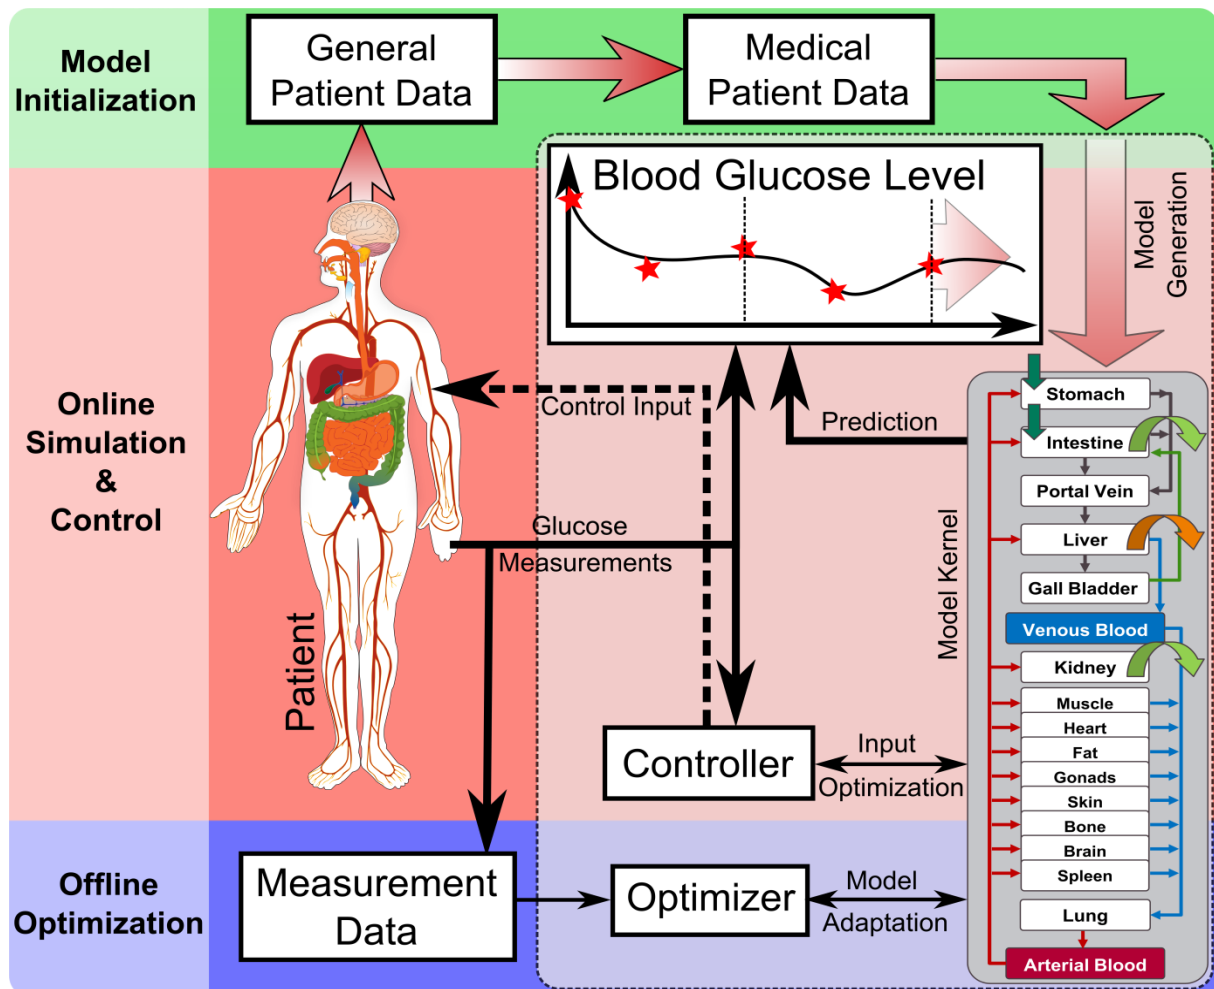 Model
Initialization
General
Patient Data
Medical
Patient Data
Model
Generation
Blood Glucose Level
Online
Simulation
&
Control
Patient
Control Input
Prediction
Glucose
Measurements
Controller
Input
Optimization
Model Kernel
Stomach
Intestine
Portal Vein
Liver
Gall Bladder
Venous Blood
Kidney
Muscle
Heart
Fat
Gonads
Skin
Bone
Brain
Spleen
Lung
Arterial Blood
Offline
Optimization
Measurement
Data
Optimizer
Model
Adaptation